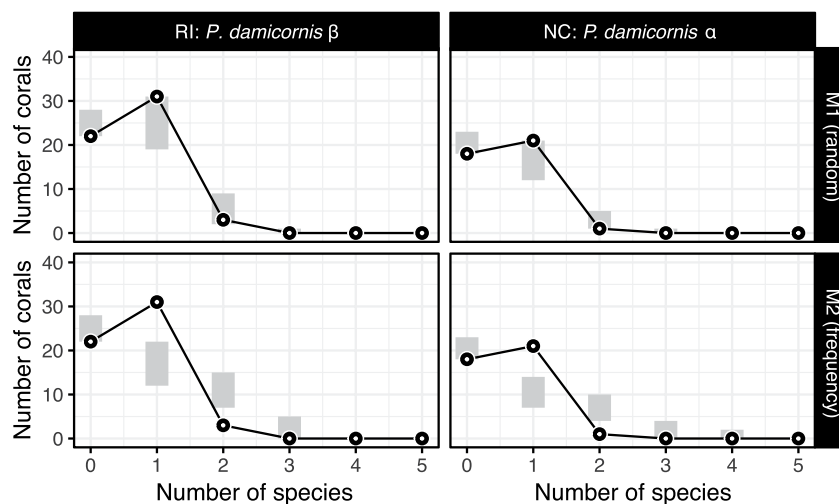 RI: P. damicornis β
NC: P. damicornis α
Number of corals
40
30
20
10
0
M1 (random)
Number of corals
40
30
20
10
0
M2 (frequency)
0 1 2 3 4 5
0 1 2 3 4 5
Number of species
Number of species